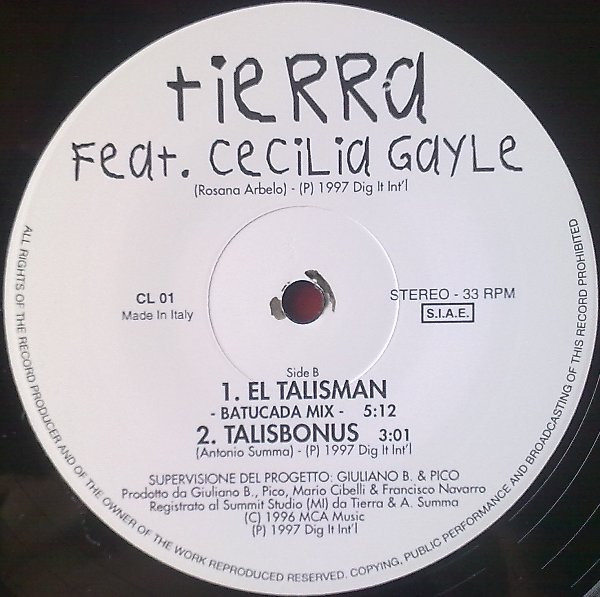 tierra
Feat. Cecilia Gayle
(Rosana Arbelo) - (P) 1997 Dig It Int'l
CL 01
Made In Italy
STEREO - 33 RPM
S.I.A.E.
Side B
1. EL TALISMAN
- BATUCADA MIX - 5:12
2. TALISBONUS 3:01
(Antonio Summa) - (P) 1997 Dig It Int'l
SUPERVISIONE DEL PROGETTO: GIULIANO B. & PICO
Prodotto da Giuliano B., Pico, Mario Cibelli & Francisco Navarro
Registrato al Summit Studio (MI) da Tierra & A. Summa
(C) 1996 MCA Music
(P) 1997 Dig It Int'l
ALL RIGHTS OF THE RECORD PRODUCER AND OF THE OWNER OF THE WORK REPRODUCED RESERVED. COPYING, PUBLIC PERFORMANCE AND BROADCASTING OF THIS RECORD PROHIBITED